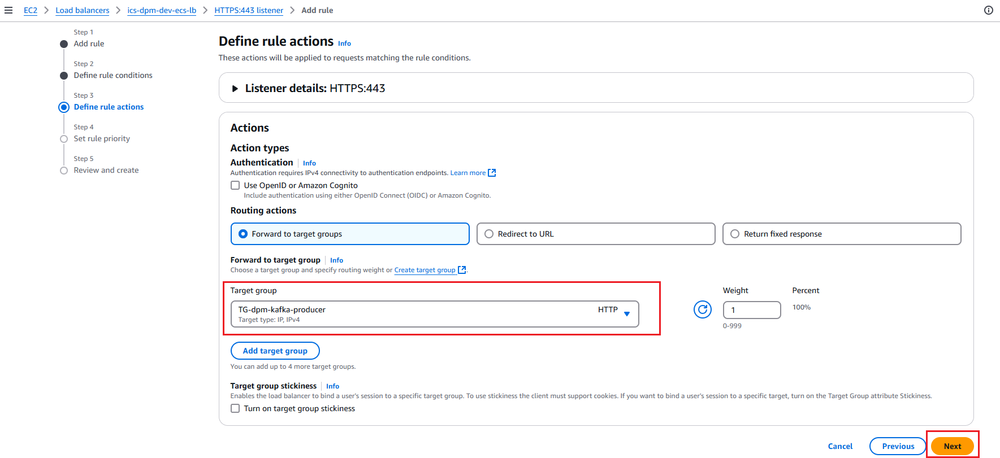 EC2 > Load balancers > ics-dpm-dev-ecs-lb > HTTPS:443 listener > Add rule
Step 1
Add rule
Step 2
Define rule conditions
Step 3
Define rule actions
Step 4
Set rule priority
Step 5
Review and create
Define rule actions Info
These actions will be applied to requests matching the rule conditions.
Listener details: HTTPS:443
Actions
Action types
Authentication Info
Authentication requires IPv4 connectivity to authentication endpoints. Learn more
Use OpenID or Amazon Cognito
Include authentication using either OpenID Connect (OIDC) or Amazon Cognito.
Routing actions
Forward to target groups
Redirect to URL
Return fixed response
Forward to target group Info
Choose a target group and specify routing weight or Create target group.
Target group
TG-dpm-kafka-producer HTTP
Target type: IP, IPv4
Weight
1
0-999
Percent
100%
Add target group
You can add up to 4 more target groups.
Target group stickiness Info
Enables the load balancer to bind a user's session to a specific target group. To use stickiness the client must support cookies. If you want to bind a user's session to a specific target, turn on the Target Group attribute Stickiness.
Turn on target group stickiness
Cancel
Previous
Next